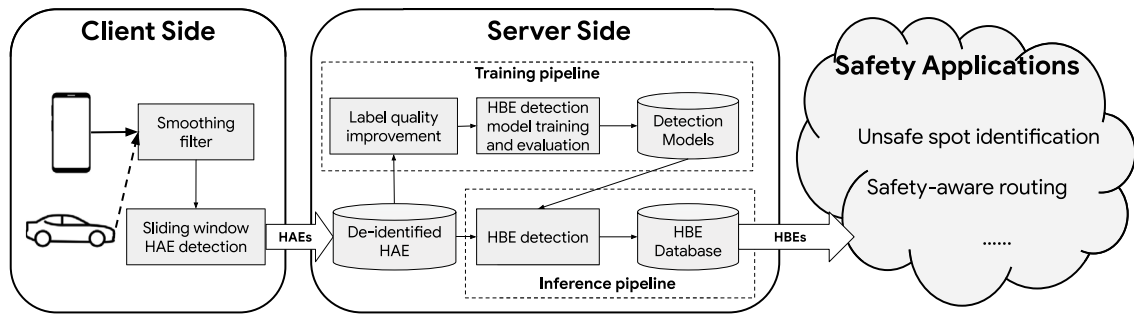 Client Side
Smoothing
filter
Sliding window
HAE detection
HAEs
Server Side
Training pipeline
Label quality
improvement
HBE detection
model training
and evaluation
Detection
Models
De-identified
HAE
HBE detection
HBE
Database
Inference pipeline
HBEs
Safety Applications
Unsafe spot identification
Safety-aware routing
......